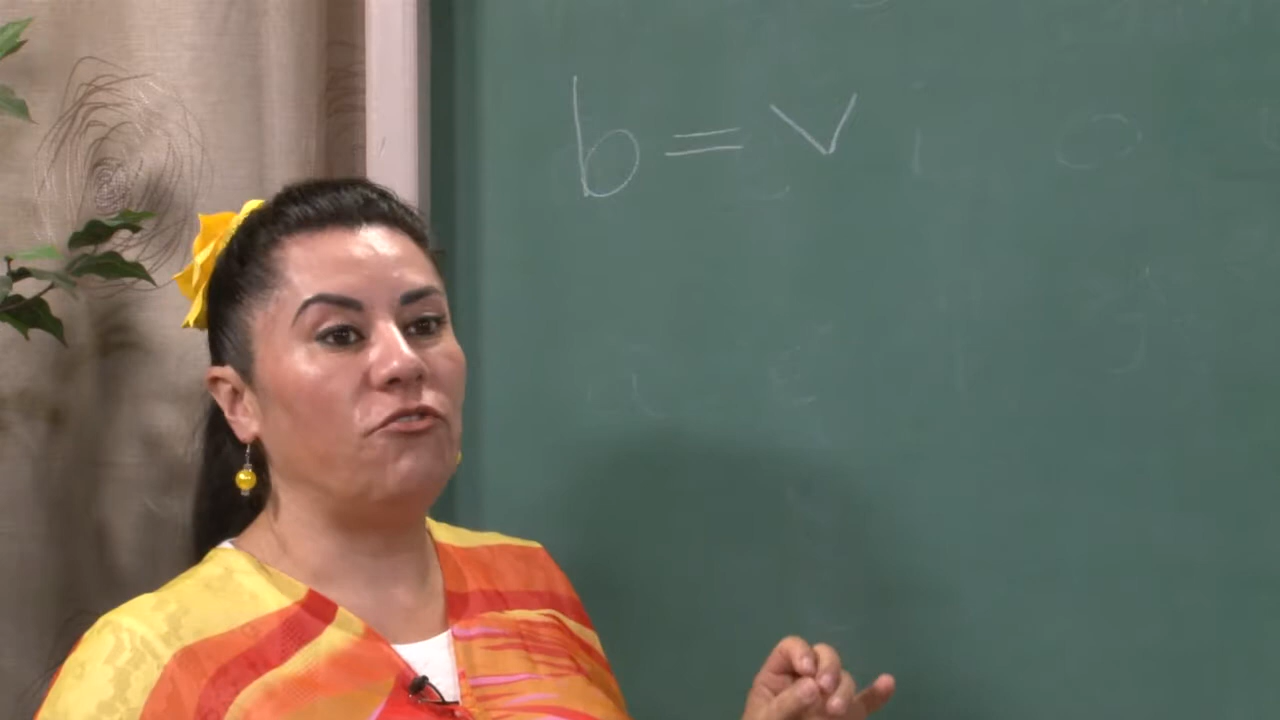 b = v